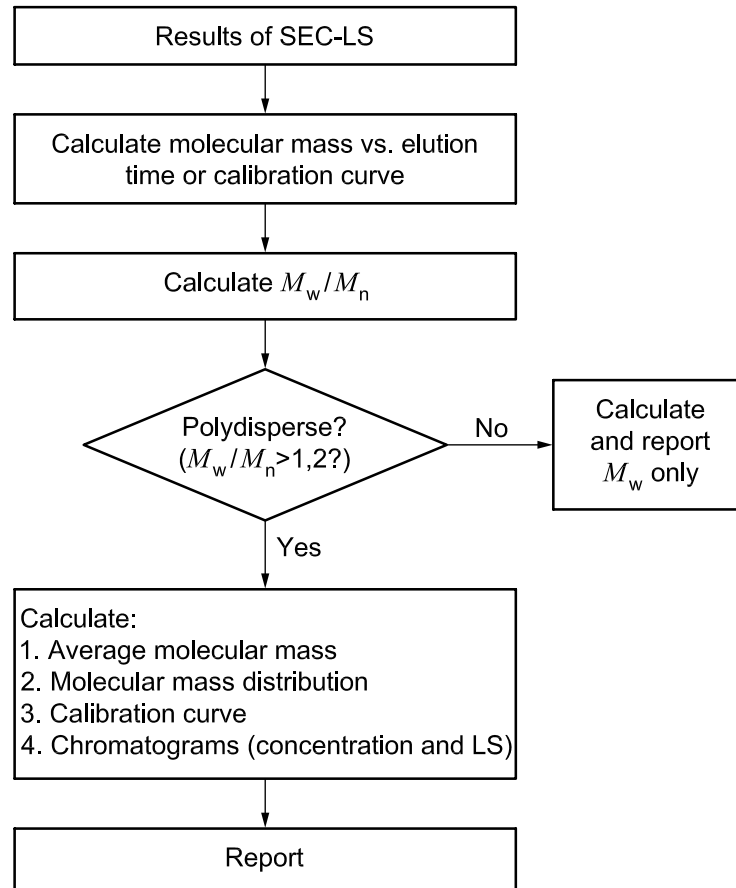 Results of SEC-LS
Calculate molecular mass vs. elution
time or calibration curve
Calculate Mw/Mn
Polydisperse?
(Mw/Mn>1,2?)
No
Calculate
and report
Mw only
Yes
Calculate:
1. Average molecular mass
2. Molecular mass distribution
3. Calibration curve
4. Chromatograms (concentration and LS)
Report